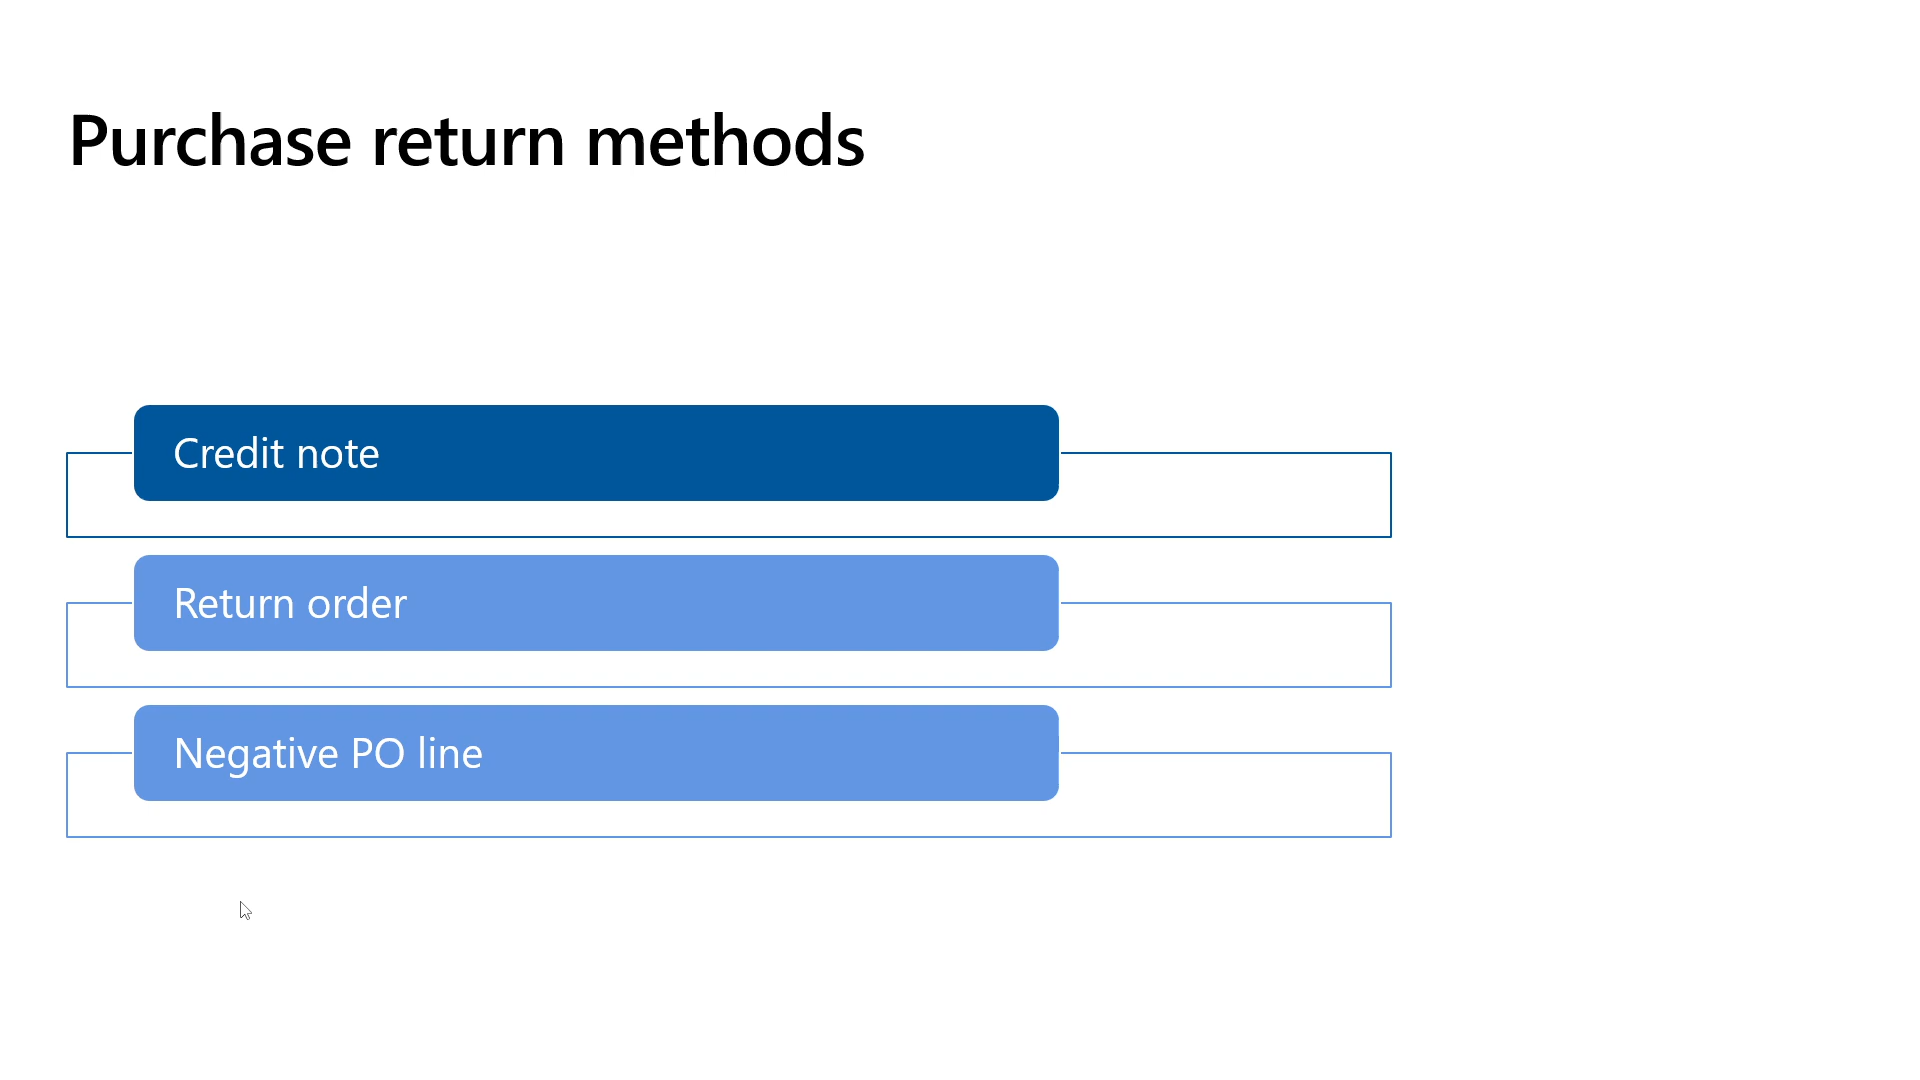 Purchase return methods
Credit note
Return order
Negative PO line